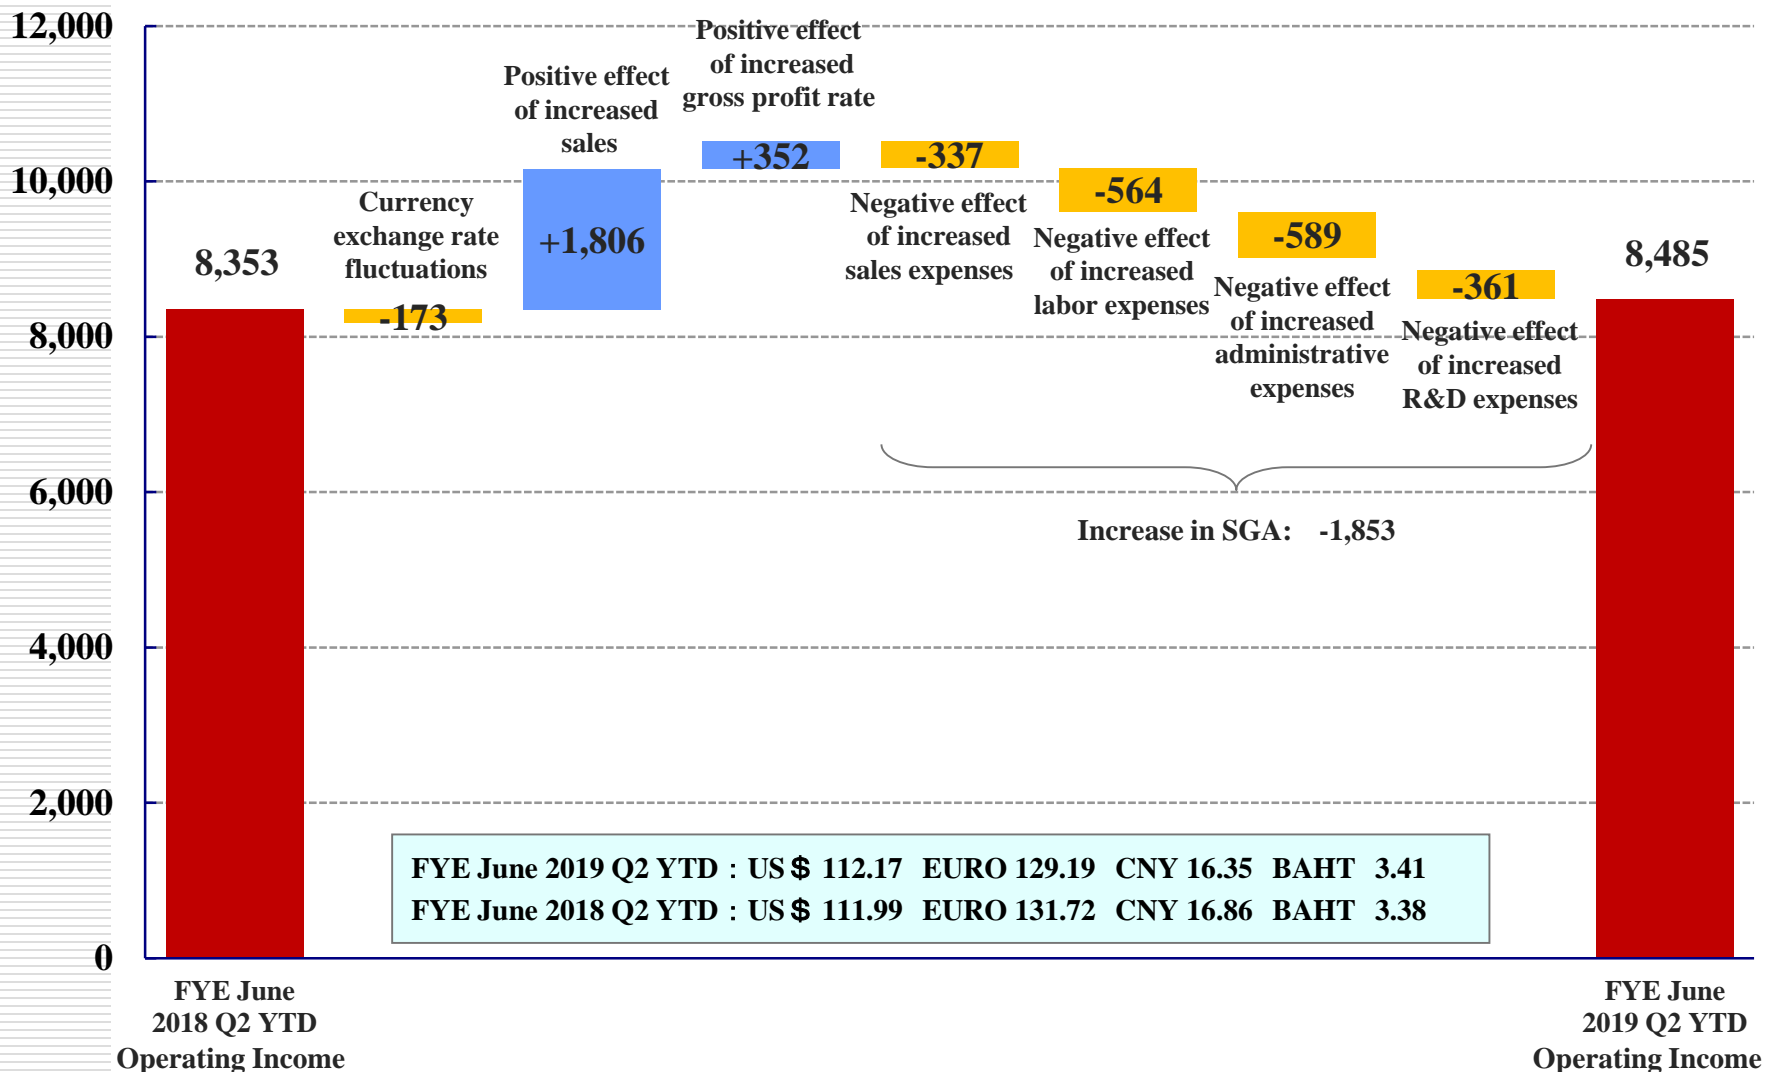 12,000
10,000
8,000
6,000
4,000
2,000
0
8,353
Currency
exchange rate
fluctuations
-173
Positive effect
of increased
sales
+1,806
Positive effect
of increased
gross profit rate
+352
-337
Negative effect
of increased
sales expenses
-564
Negative effect
of increased
labor expenses
-589
Negative effect
of increased
administrative
expenses
-361
Negative effect
of increased
R&D expenses
8,485
Increase in SGA: -1,853
FYE June 2019 Q2 YTD：US＄ 112.17 EURO 129.19 CNY 16.35 BAHT 3.41
FYE June 2018 Q2 YTD：US＄ 111.99 EURO 131.72 CNY 16.86 BAHT 3.38
FYE June
2018 Q2 YTD
Operating Income
FYE June
2019 Q2 YTD
Operating Income